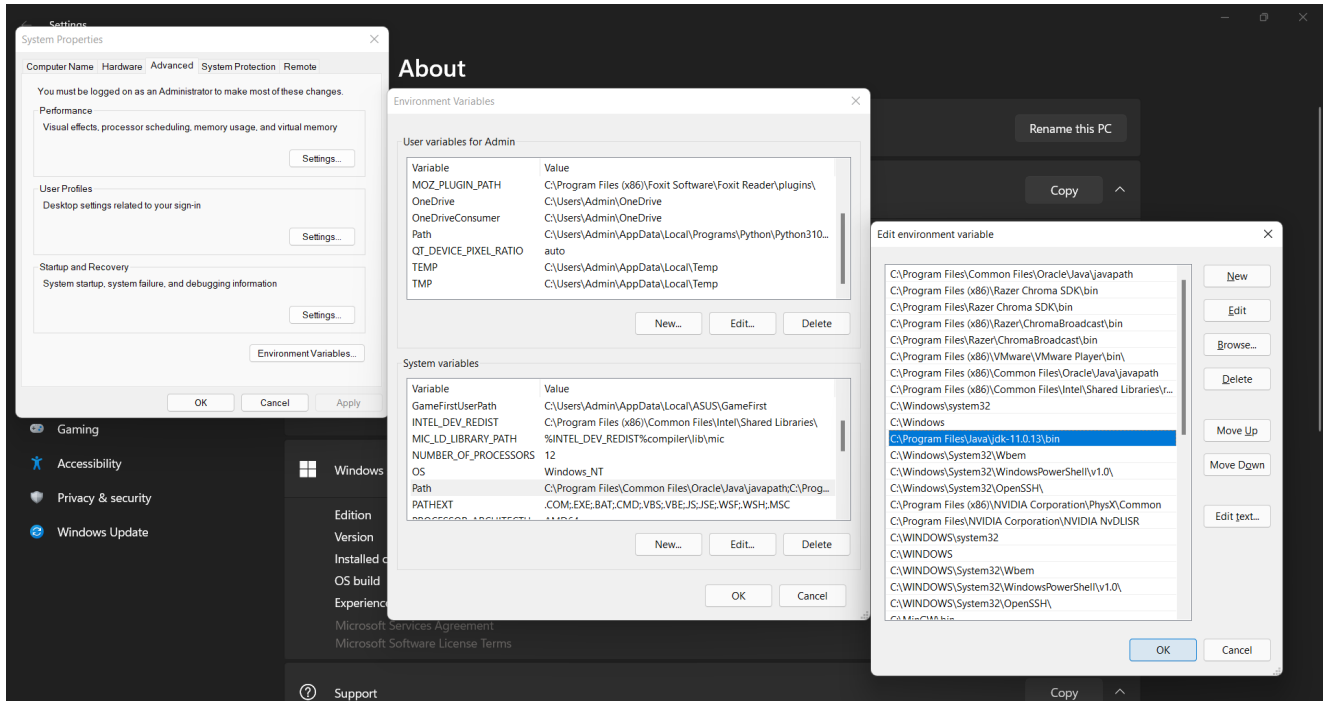 Settings
System Properties
Computer Name Hardware Advanced System Protection Remote
You must be logged on as an Administrator to make most of these changes.
Performance
Visual effects, processor scheduling, memory usage, and virtual memory
Settings...
User Profiles
Desktop settings related to your sign-in
Settings...
Startup and Recovery
System startup, system failure, and debugging information
Settings...
Environment Variables...
OK Cancel Apply
Gaming
Accessibility
Privacy & security
Windows Update
About
Rename this PC
Copy
Windows
Edition
Version
Installed
OS build
Experience
Microsoft Services Agreement
Microsoft Software License Terms
Support
Copy
Environment Variables
User variables for Admin
Variable Value
MOZ_PLUGIN_PATH C:\Program Files (x86)\Foxit Software\Foxit Reader\plugins\
OneDrive C:\Users\Admin\OneDrive
OneDriveConsumer C:\Users\Admin\OneDrive
Path C:\Users\Admin\AppData\Local\Programs\Python\Python310...
QT_DEVICE_PIXEL_RATIO auto
TEMP C:\Users\Admin\AppData\Local\Temp
TMP C:\Users\Admin\AppData\Local\Temp
New... Edit... Delete
System variables
Variable Value
GameFirstUserPath C:\Users\Admin\AppData\Local\ASUS\GameFirst
INTEL_DEV_REDIST C:\Program Files (x86)\Common Files\Intel\Shared Libraries\
MIC_LD_LIBRARY_PATH %INTEL_DEV_REDIST%compiler\lib\mic
NUMBER_OF_PROCESSORS 12
OS Windows_NT
Path C:\Program Files\Common Files\Oracle\Java\javapath;C:\Prog...
PATHEXT .COM;.EXE;.BAT;.CMD;.VBS;.VBE;.JS;.JSE;.WSF;.WSH;.MSC
New... Edit... Delete
OK Cancel
Edit environment variable
C:\Program Files\Common Files\Oracle\Java\javapath
C:\Program Files (x86)\Razer Chroma SDK\bin
C:\Program Files\Razer Chroma SDK\bin
C:\Program Files (x86)\Razer\ChromaBroadcast\bin
C:\Program Files\Razer\ChromaBroadcast\bin
C:\Program Files (x86)\VMware\VMware Player\bin\
C:\Program Files (x86)\Common Files\Oracle\Java\javapath
C:\Program Files (x86)\Common Files\Intel\Shared Libraries\r...
C:\Windows\system32
C:\Windows
C:\Program Files\Java\jdk-11.0.13\bin
C:\Windows\System32\Wbem
C:\Windows\System32\WindowsPowerShell\v1.0\
C:\Windows\System32\OpenSSH\
C:\Program Files (x86)\NVIDIA Corporation\PhysX\Common
C:\Program Files\NVIDIA Corporation\NVIDIA NvDLISR
C:\WINDOWS\system32
C:\WINDOWS
C:\WINDOWS\System32\Wbem
C:\WINDOWS\System32\WindowsPowerShell\v1.0\
C:\WINDOWS\System32\OpenSSH\
C:\MinGW\bin
New
Edit
Browse...
Delete
Move Up
Move Down
Edit text...
OK Cancel